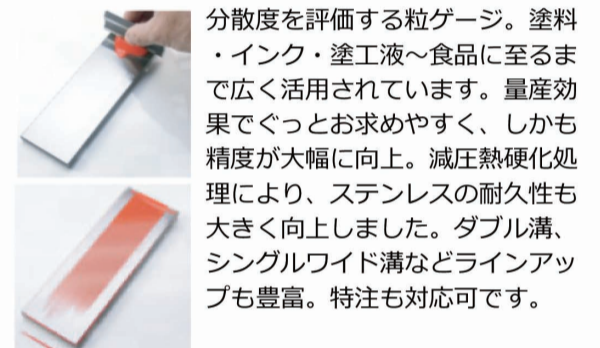 分散度を評価する粒ゲージ。塗料
・インク・塗工液～食品に至るま
で広く活用されています。量産効
果でぐっとお求めやすく、しかも
精度が大幅に向上。減圧熱硬化処
理により、ステンレスの耐久性も
大きく向上しました。ダブル溝、
シングルワイド溝などラインアッ
プも豊富。特注も対応可です。